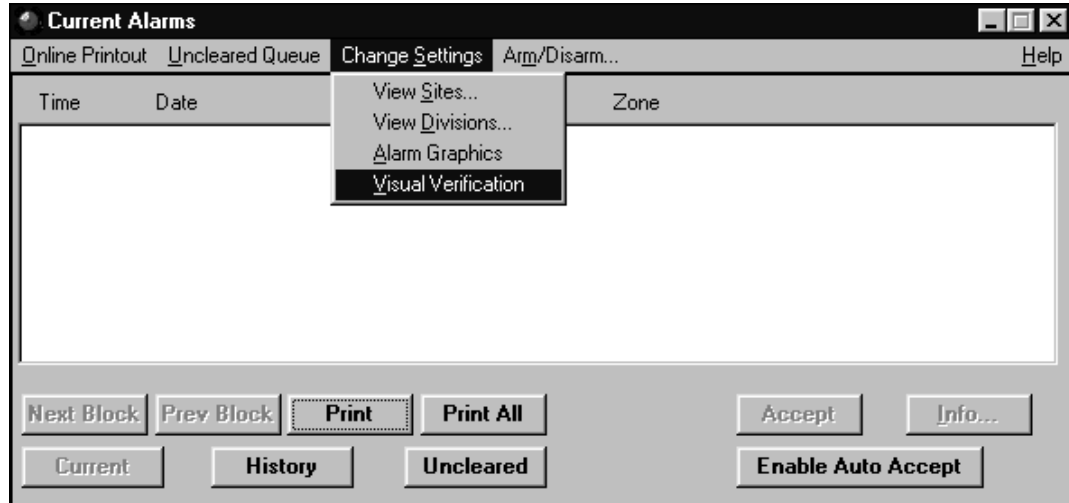 Current Alarms
Online Printout Uncleared Queue Change Settings Arm/Disarm... Help
View Sites...
Time Date Zone
View Divisions...
Alarm Graphics
Visual Verification
Next Block Prev Block Print Print All Accept Info...
Current History Uncleared Enable Auto Accept